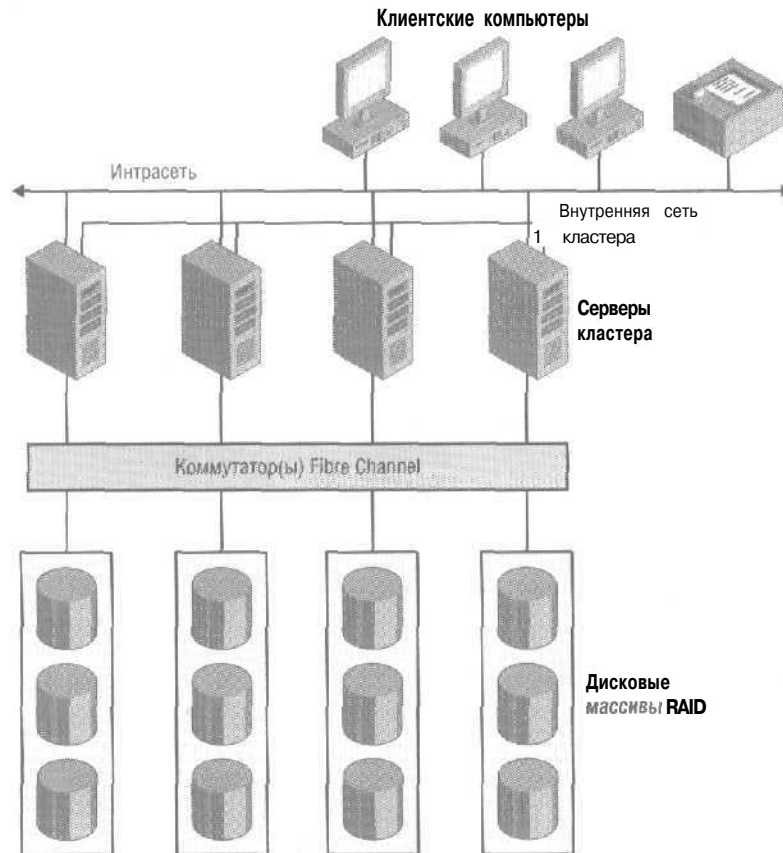 Клиентские компьютеры
Интрасеть
Внутренняя сеть
1 кластера
Серверы
кластера
Коммутатор(ы) Fibre Channel
Дисковые
массивы RAID